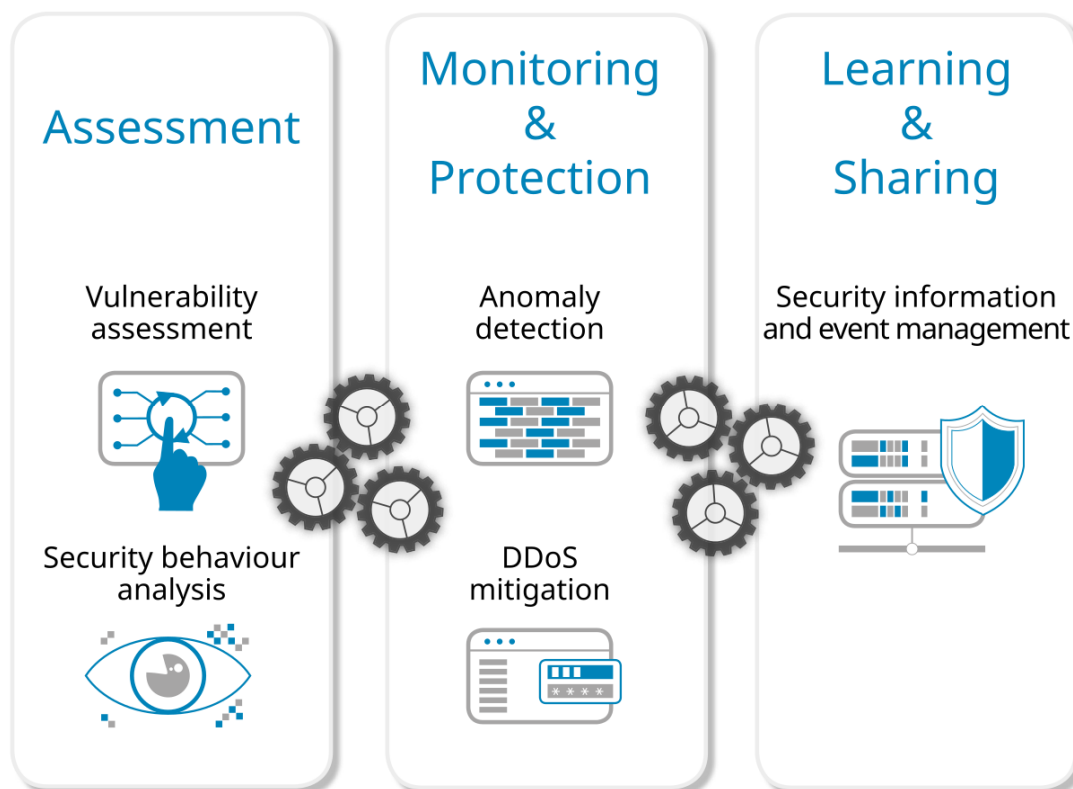 Assessment
Vulnerability
assessment
Security behaviour
analysis
Monitoring
&
Protection
Anomaly
detection
DDoS
mitigation
* * * *
Learning
&
Sharing
Security information
and event management